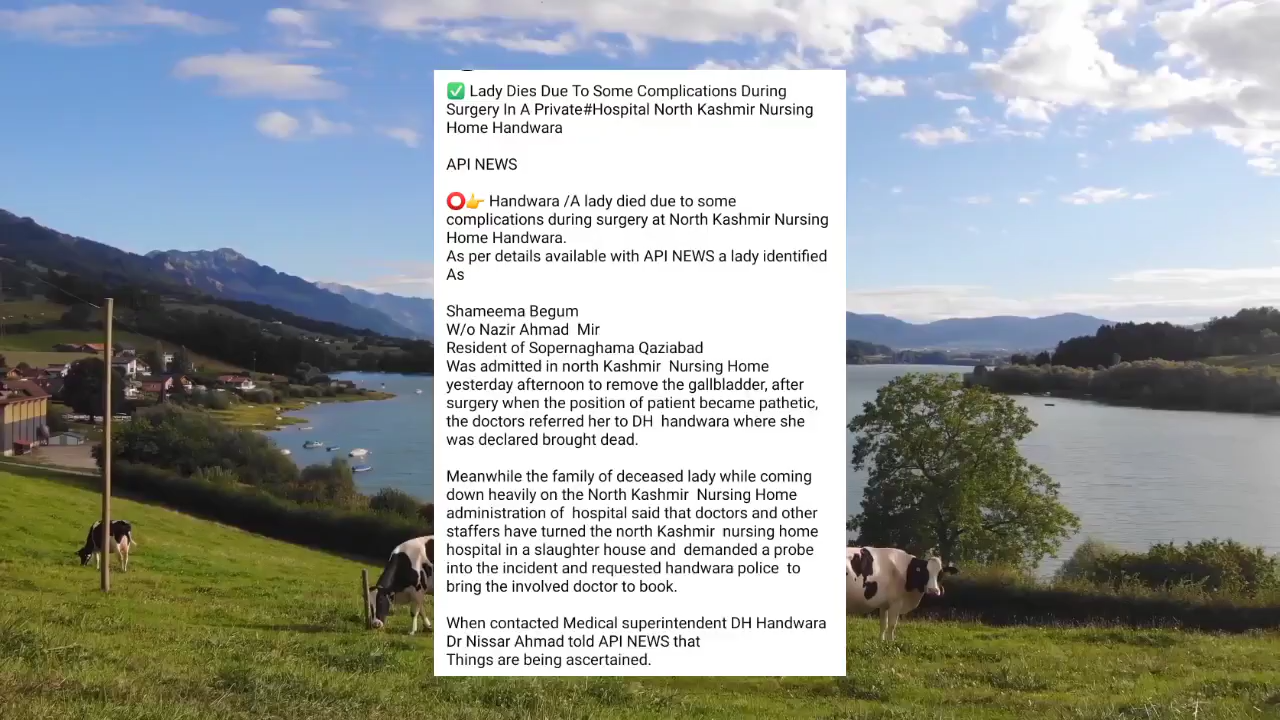 ✅ Lady Dies Due To Some Complications During
Surgery In A Private#Hospital North Kashmir Nursing
Home Handwara
API NEWS
⭕👉 Handwara /A lady died due to some
complications during surgery at North Kashmir Nursing
Home Handwara.
As per details available with API NEWS a lady identified
As
Shameema Begum
W/o Nazir Ahmad  Mir
Resident of Sopernaghama Qaziabad
Was admitted in north Kashmir  Nursing Home
yesterday afternoon to remove the gallbladder, after
surgery when the position of patient became pathetic,
the doctors referred her to DH  handwara where she
was declared brought dead.
Meanwhile the family of deceased lady while coming
down heavily on the North Kashmir  Nursing Home
administration of  hospital said that doctors and other
staffers have turned the north Kashmir  nursing home
hospital in a slaughter house and  demanded a probe
into the incident and requested handwara police  to
bring the involved doctor to book.
When contacted Medical superintendent DH Handwara
Dr Nissar Ahmad told API NEWS that
Things are being ascertained.